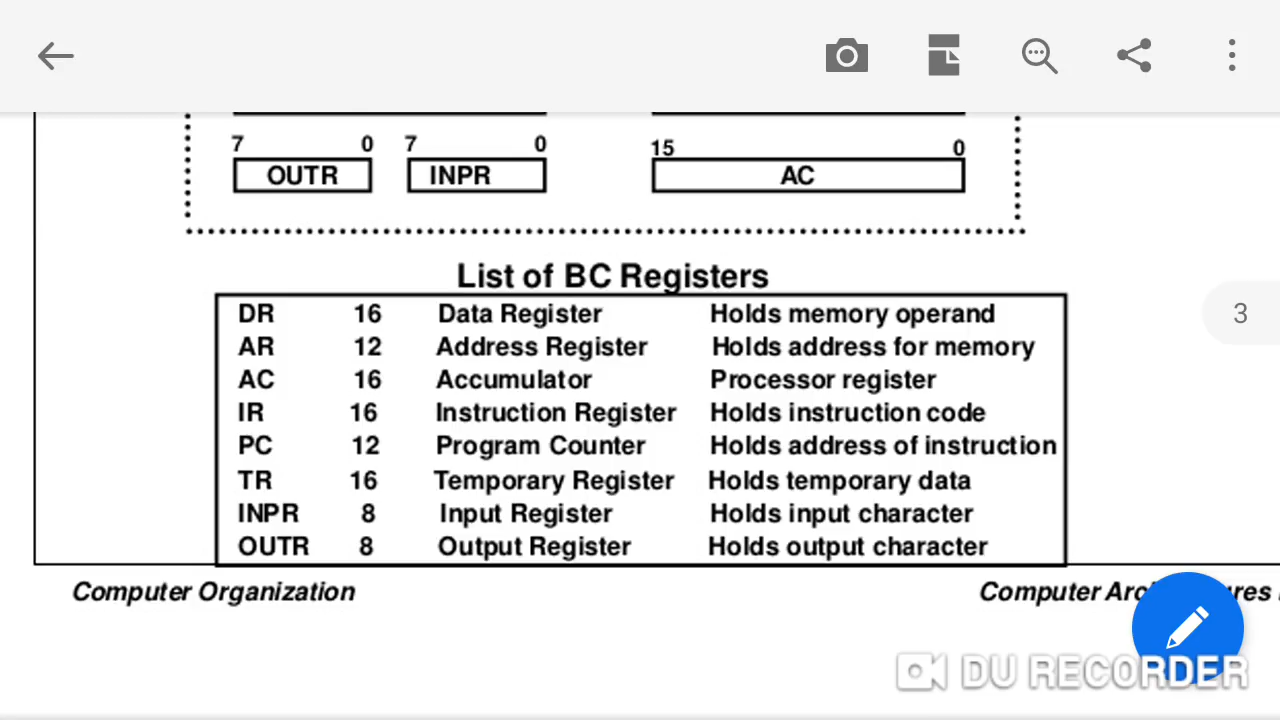 7 0 7 0 15 0
OUTR INPR AC
List of BC Registers
DR 16 Data Register Holds memory operand
AR 12 Address Register Holds address for memory
AC 16 Accumulator Processor register
IR 16 Instruction Register Holds instruction code
PC 12 Program Counter Holds address of instruction
TR 16 Temporary Register Holds temporary data
INPR 8 Input Register Holds input character
OUTR 8 Output Register Holds output character
3
Computer Organization Computer
DU RECORDER